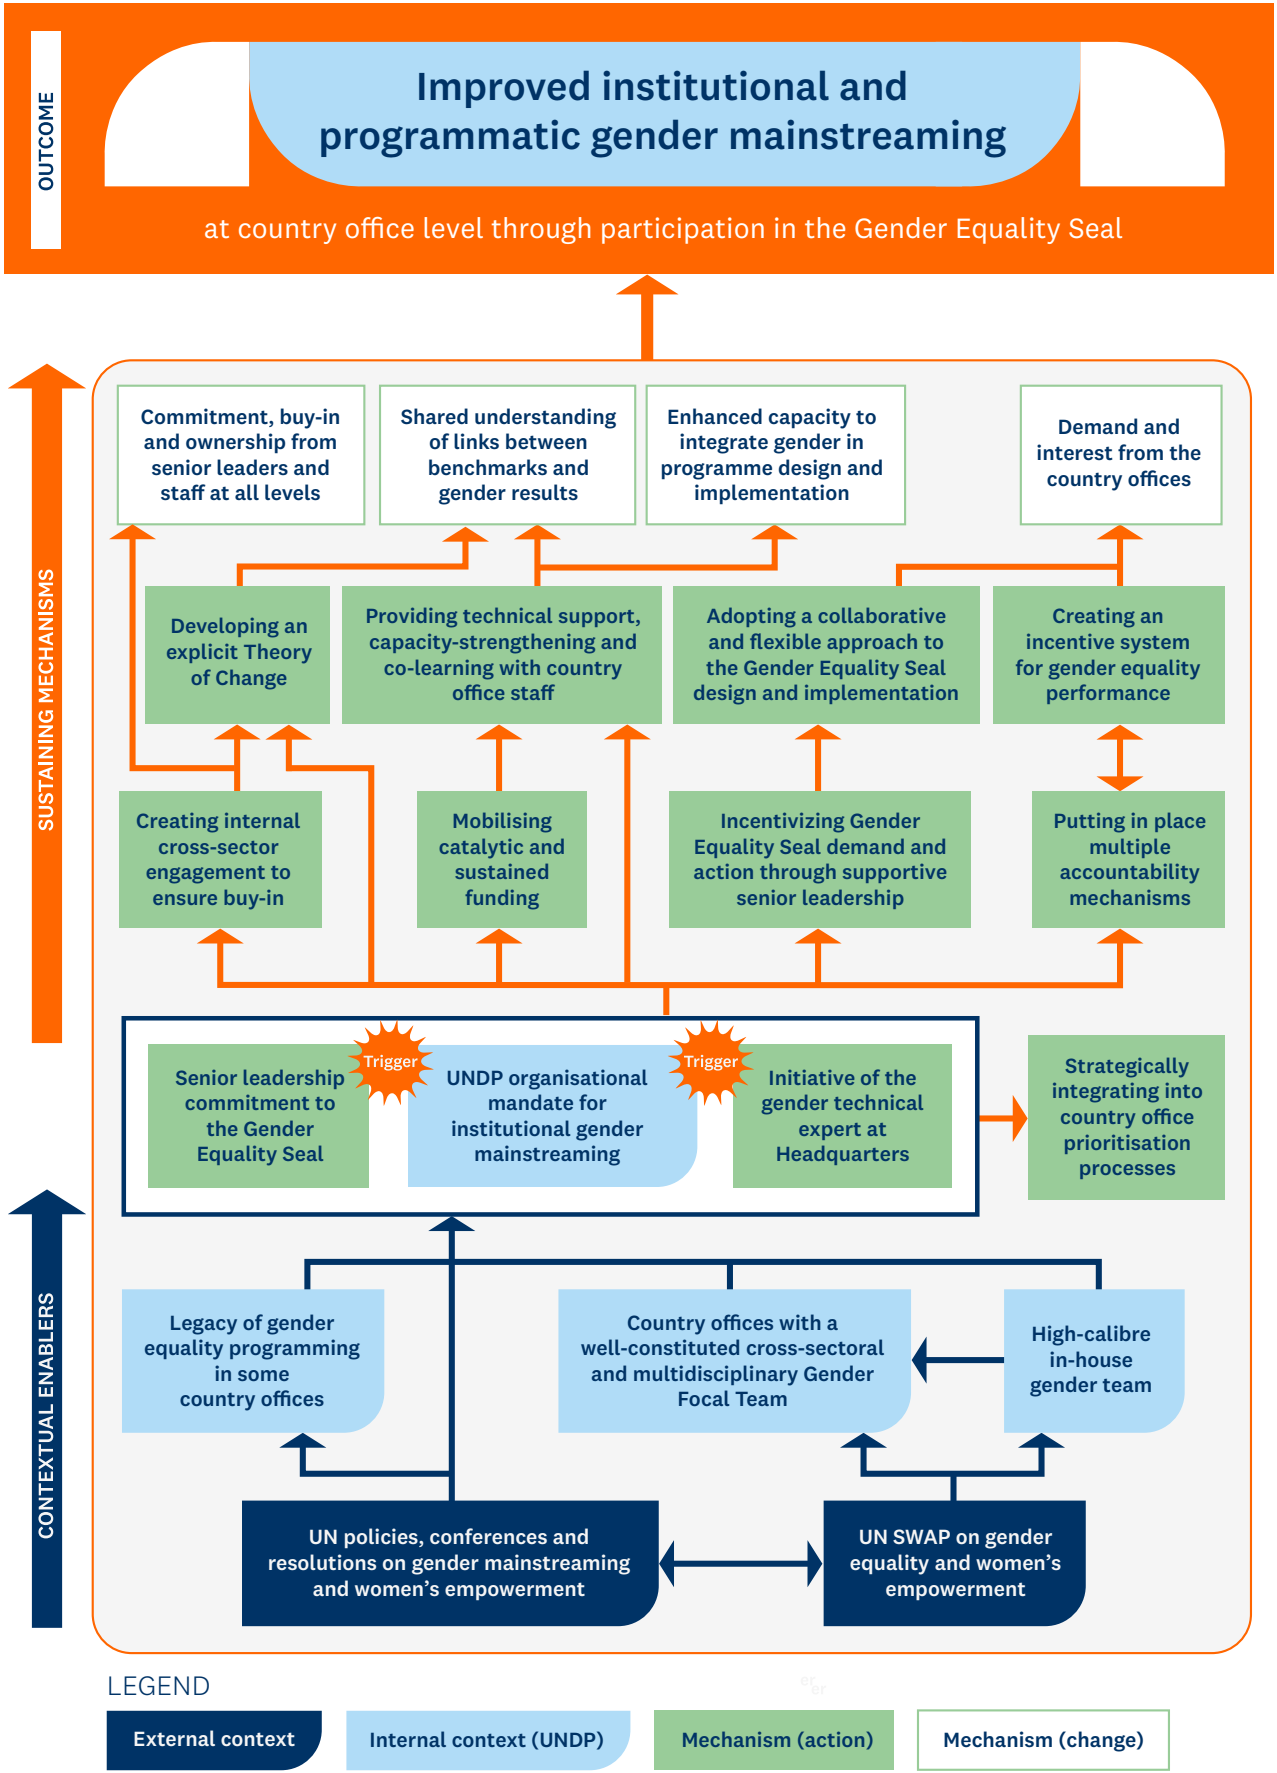 OUTCOME
Improved institutional and
programmatic gender mainstreaming
at country office level through participation in the Gender Equality Seal
SUSTAINING MECHANISMS
Commitment, buy-in
and ownership from
senior leaders and
staff at all levels
Shared understanding
of links between
benchmarks and
gender results
Enhanced capacity to
integrate gender in
programme design and
implementation
Demand and
interest from the
country offices
Developing an
explicit Theory
of Change
Providing technical support,
capacity-strengthening and
co-learning with country
office staff
Adopting a collaborative
and flexible approach to
the Gender Equality Seal
design and implementation
Creating an
incentive system
for gender equality
performance
Creating internal
cross-sector
engagement to
ensure buy-in
Mobilising
catalytic and
sustained
funding
Incentivizing Gender
Equality Seal demand and
action through supportive
senior leadership
Putting in place
multiple
accountability
mechanisms
Senior leadership
commitment to
the Gender
Equality Seal
Trigger
UNDP organisational
mandate for
institutional gender
mainstreaming
Trigger
Initiative of the
gender technical
expert at
Headquarters
Strategically
integrating into
country office
prioritisation
processes
CONTEXTUAL ENABLERS
Legacy of gender
equality programming
in some
country offices
Country offices with a
well-constituted cross-sectoral
and multidisciplinary Gender
Focal Team
High-calibre
in-house
gender team
UN policies, conferences and
resolutions on gender mainstreaming
and women's empowerment
UN SWAP on gender
equality and women's
empowerment
LEGEND
er
er
External context
Internal context (UNDP)
Mechanism (action)
Mechanism (change)